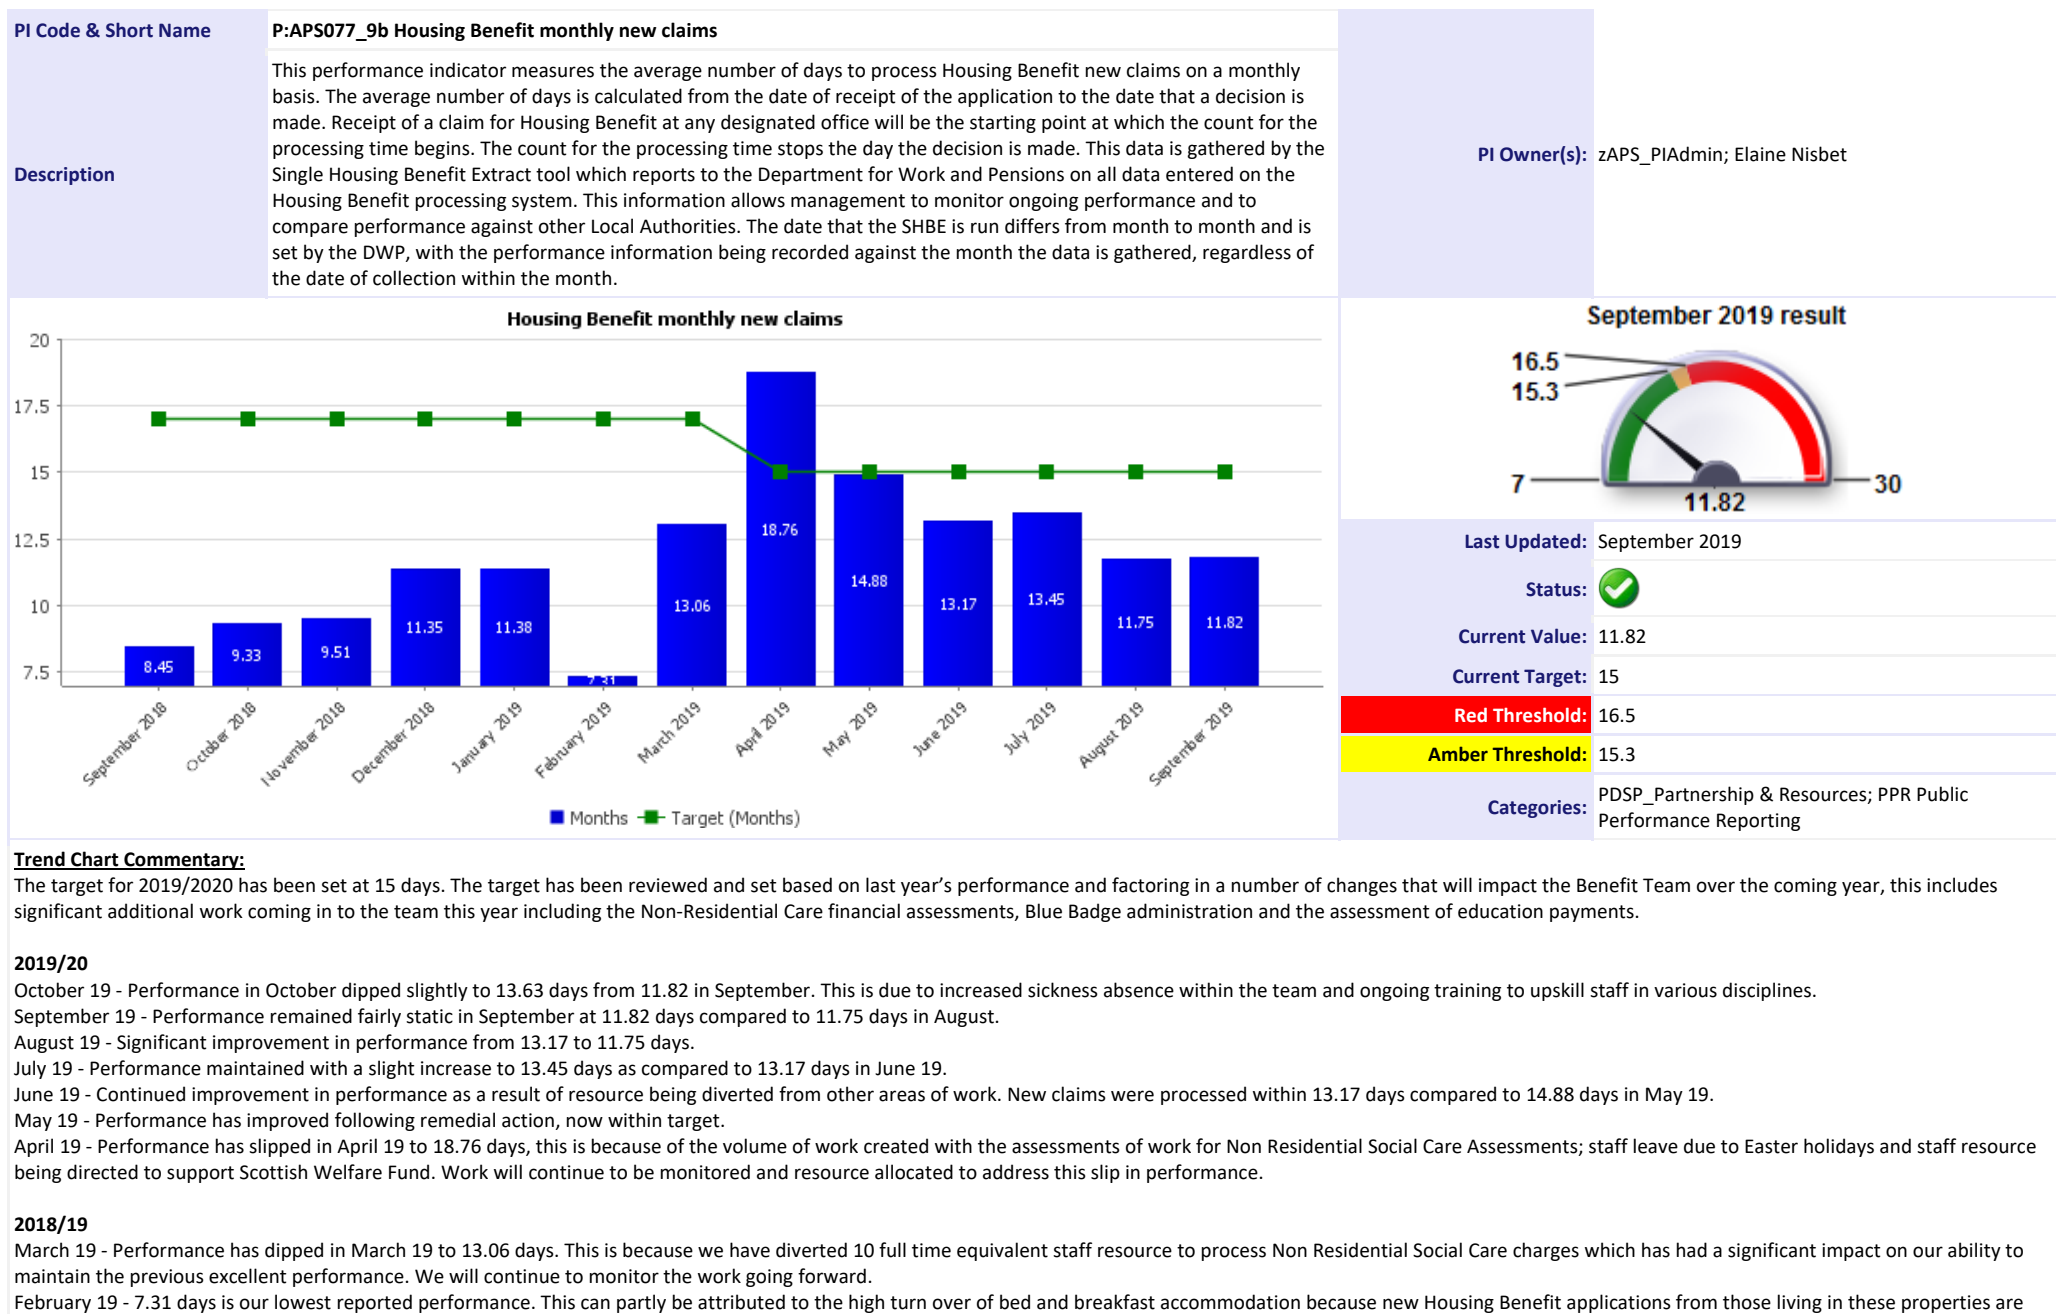 PI Code & Short Name
P:APS077_9b Housing Benefit monthly new claims
Description
This performance indicator measures the average number of days to process Housing Benefit new claims on a monthly
basis. The average number of days is calculated from the date of receipt of the application to the date that a decision is
made. Receipt of a claim for Housing Benefit at any designated office will be the starting point at which the count for the
processing time begins. The count for the processing time stops the day the decision is made. This data is gathered by the
Single Housing Benefit Extract tool which reports to the Department for Work and Pensions on all data entered on the
Housing Benefit processing system. This information allows management to monitor ongoing performance and to
compare performance against other Local Authorities. The date that the SHBE is run differs from month to month and is
set by the DWP, with the performance information being recorded against the month the data is gathered, regardless of
the date of collection within the month.
PI Owner(s): zAPS_PIAdmin; Elaine Nisbet
Housing Benefit monthly new claims
20
17.5
15
12.5
10
7.5
8.45
9.33
9.51
11.35
11.38
7.31
13.06
18.76
14.88
13.17
13.45
11.75
11.82
September 2018
October 2018
November 2018
December 2018
January 2019
February 2019
March 2019
April 2019
May 2019
June 2019
July 2019
August 2019
September 2019
Months
Target (Months)
September 2019 result
16.5
15.3
7
30
11.82
Last Updated: September 2019
Status:
Current Value: 11.82
Current Target: 15
Red Threshold: 16.5
Amber Threshold: 15.3
Categories: PDSP_Partnership & Resources; PPR Public
Performance Reporting
Trend Chart Commentary:
The target for 2019/2020 has been set at 15 days. The target has been reviewed and set based on last year’s performance and factoring in a number of changes that will impact the Benefit Team over the coming year, this includes
significant additional work coming in to the team this year including the Non-Residential Care financial assessments, Blue Badge administration and the assessment of education payments.
2019/20
October 19 - Performance in October dipped slightly to 13.63 days from 11.82 in September. This is due to increased sickness absence within the team and ongoing training to upskill staff in various disciplines.
September 19 - Performance remained fairly static in September at 11.82 days compared to 11.75 days in August.
August 19 - Significant improvement in performance from 13.17 to 11.75 days.
July 19 - Performance maintained with a slight increase to 13.45 days as compared to 13.17 days in June 19.
June 19 - Continued improvement in performance as a result of resource being diverted from other areas of work. New claims were processed within 13.17 days compared to 14.88 days in May 19.
May 19 - Performance has improved following remedial action, now within target.
April 19 - Performance has slipped in April 19 to 18.76 days, this is because of the volume of work created with the assessments of work for Non Residential Social Care Assessments; staff leave due to Easter holidays and staff resource
being directed to support Scottish Welfare Fund. Work will continue to be monitored and resource allocated to address this slip in performance.
2018/19
March 19 - Performance has dipped in March 19 to 13.06 days. This is because we have diverted 10 full time equivalent staff resource to process Non Residential Social Care charges which has had a significant impact on our ability to
maintain the previous excellent performance. We will continue to monitor the work going forward.
February 19 - 7.31 days is our lowest reported performance. This can partly be attributed to the high turn over of bed and breakfast accommodation because new Housing Benefit applications from those living in these properties are